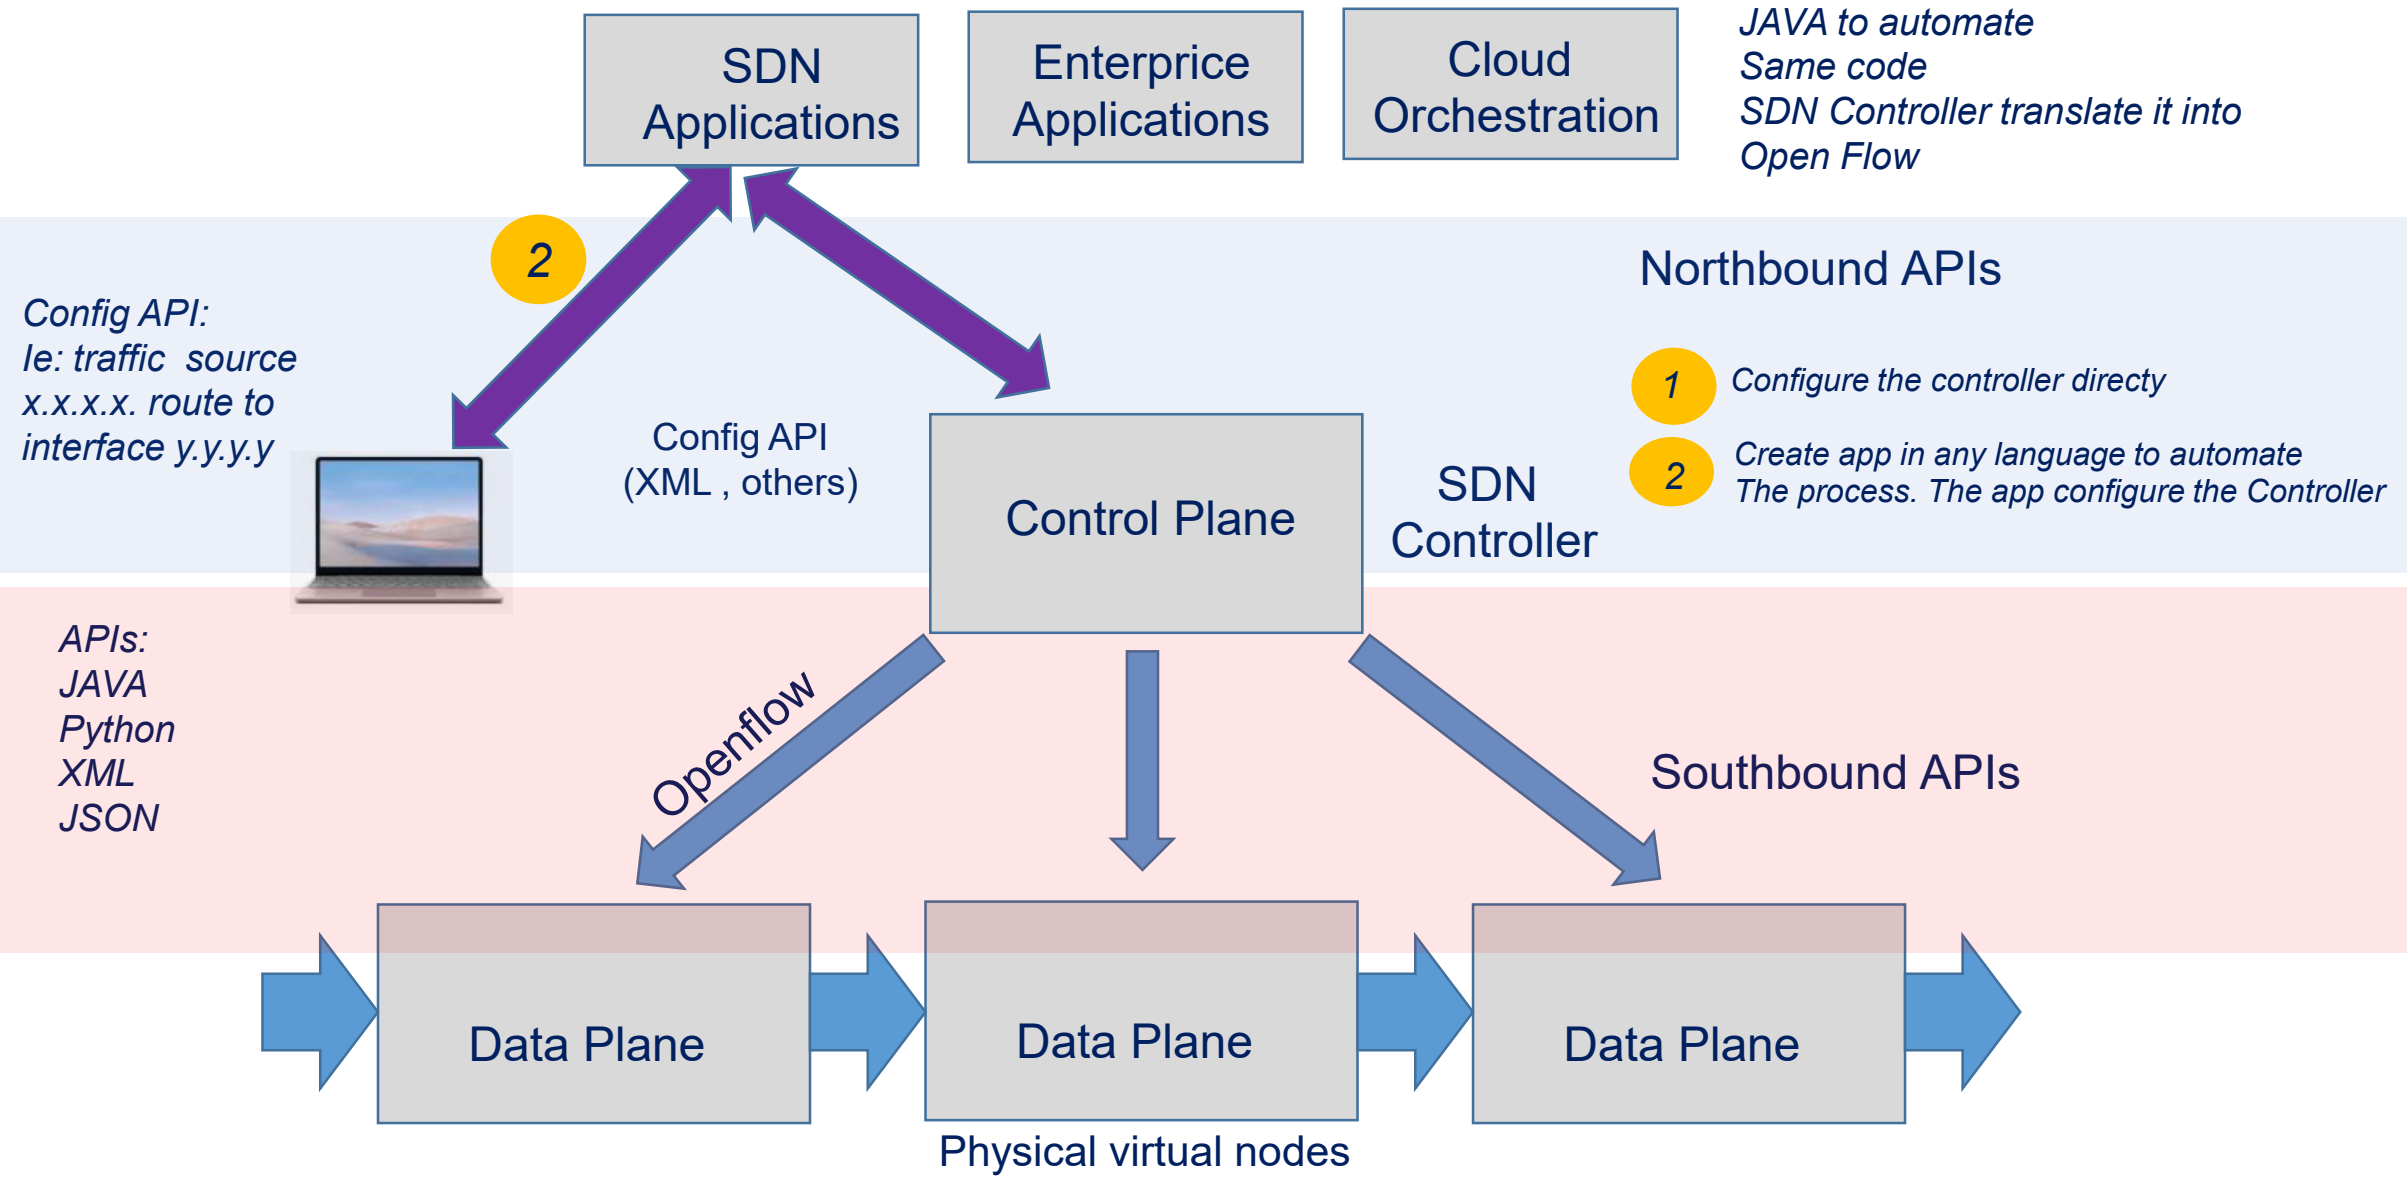 SDN
Applications
Enterprice
Applications
Cloud
Orchestration
JAVA to automate
Same code
SDN Controller translate it into
Open Flow
2
Northbound APIs
Config API:
Ie: traffic source
x.x.x.x. route to
interface y.y.y.y
1
Configure the controller directy
2
Create app in any language to automate
The process. The app configure the Controller
Config API
(XML , others)
Control Plane
SDN
Controller
APIs:
JAVA
Python
XML
JSON
Openflow
Southbound APIs
Data Plane
Data Plane
Data Plane
Physical virtual nodes